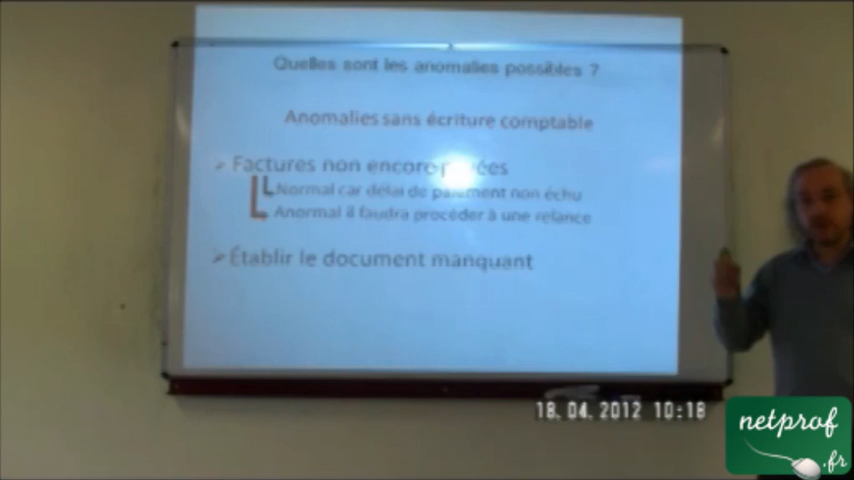 Quelles sont les anomalies possibles ?
Anomalies sans écriture comptable
➢ Factures non encore payées
Normal car délai de paiement non échu
Anormal il faudra procéder à une relance
➢ Établir le document manquant
18.04.2012 10:18
netprof
.fr